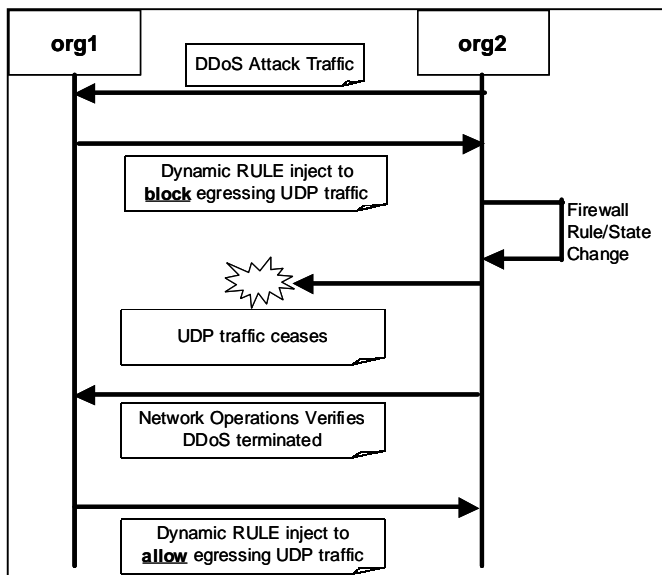 org1
org2
DDoS Attack Traffic
Dynamic RULE inject to
block egressing UDP traffic
Firewall
Rule/State
Change
UDP traffic ceases
Network Operations Verifies
DDoS terminated
Dynamic RULE inject to
allow egressing UDP traffic